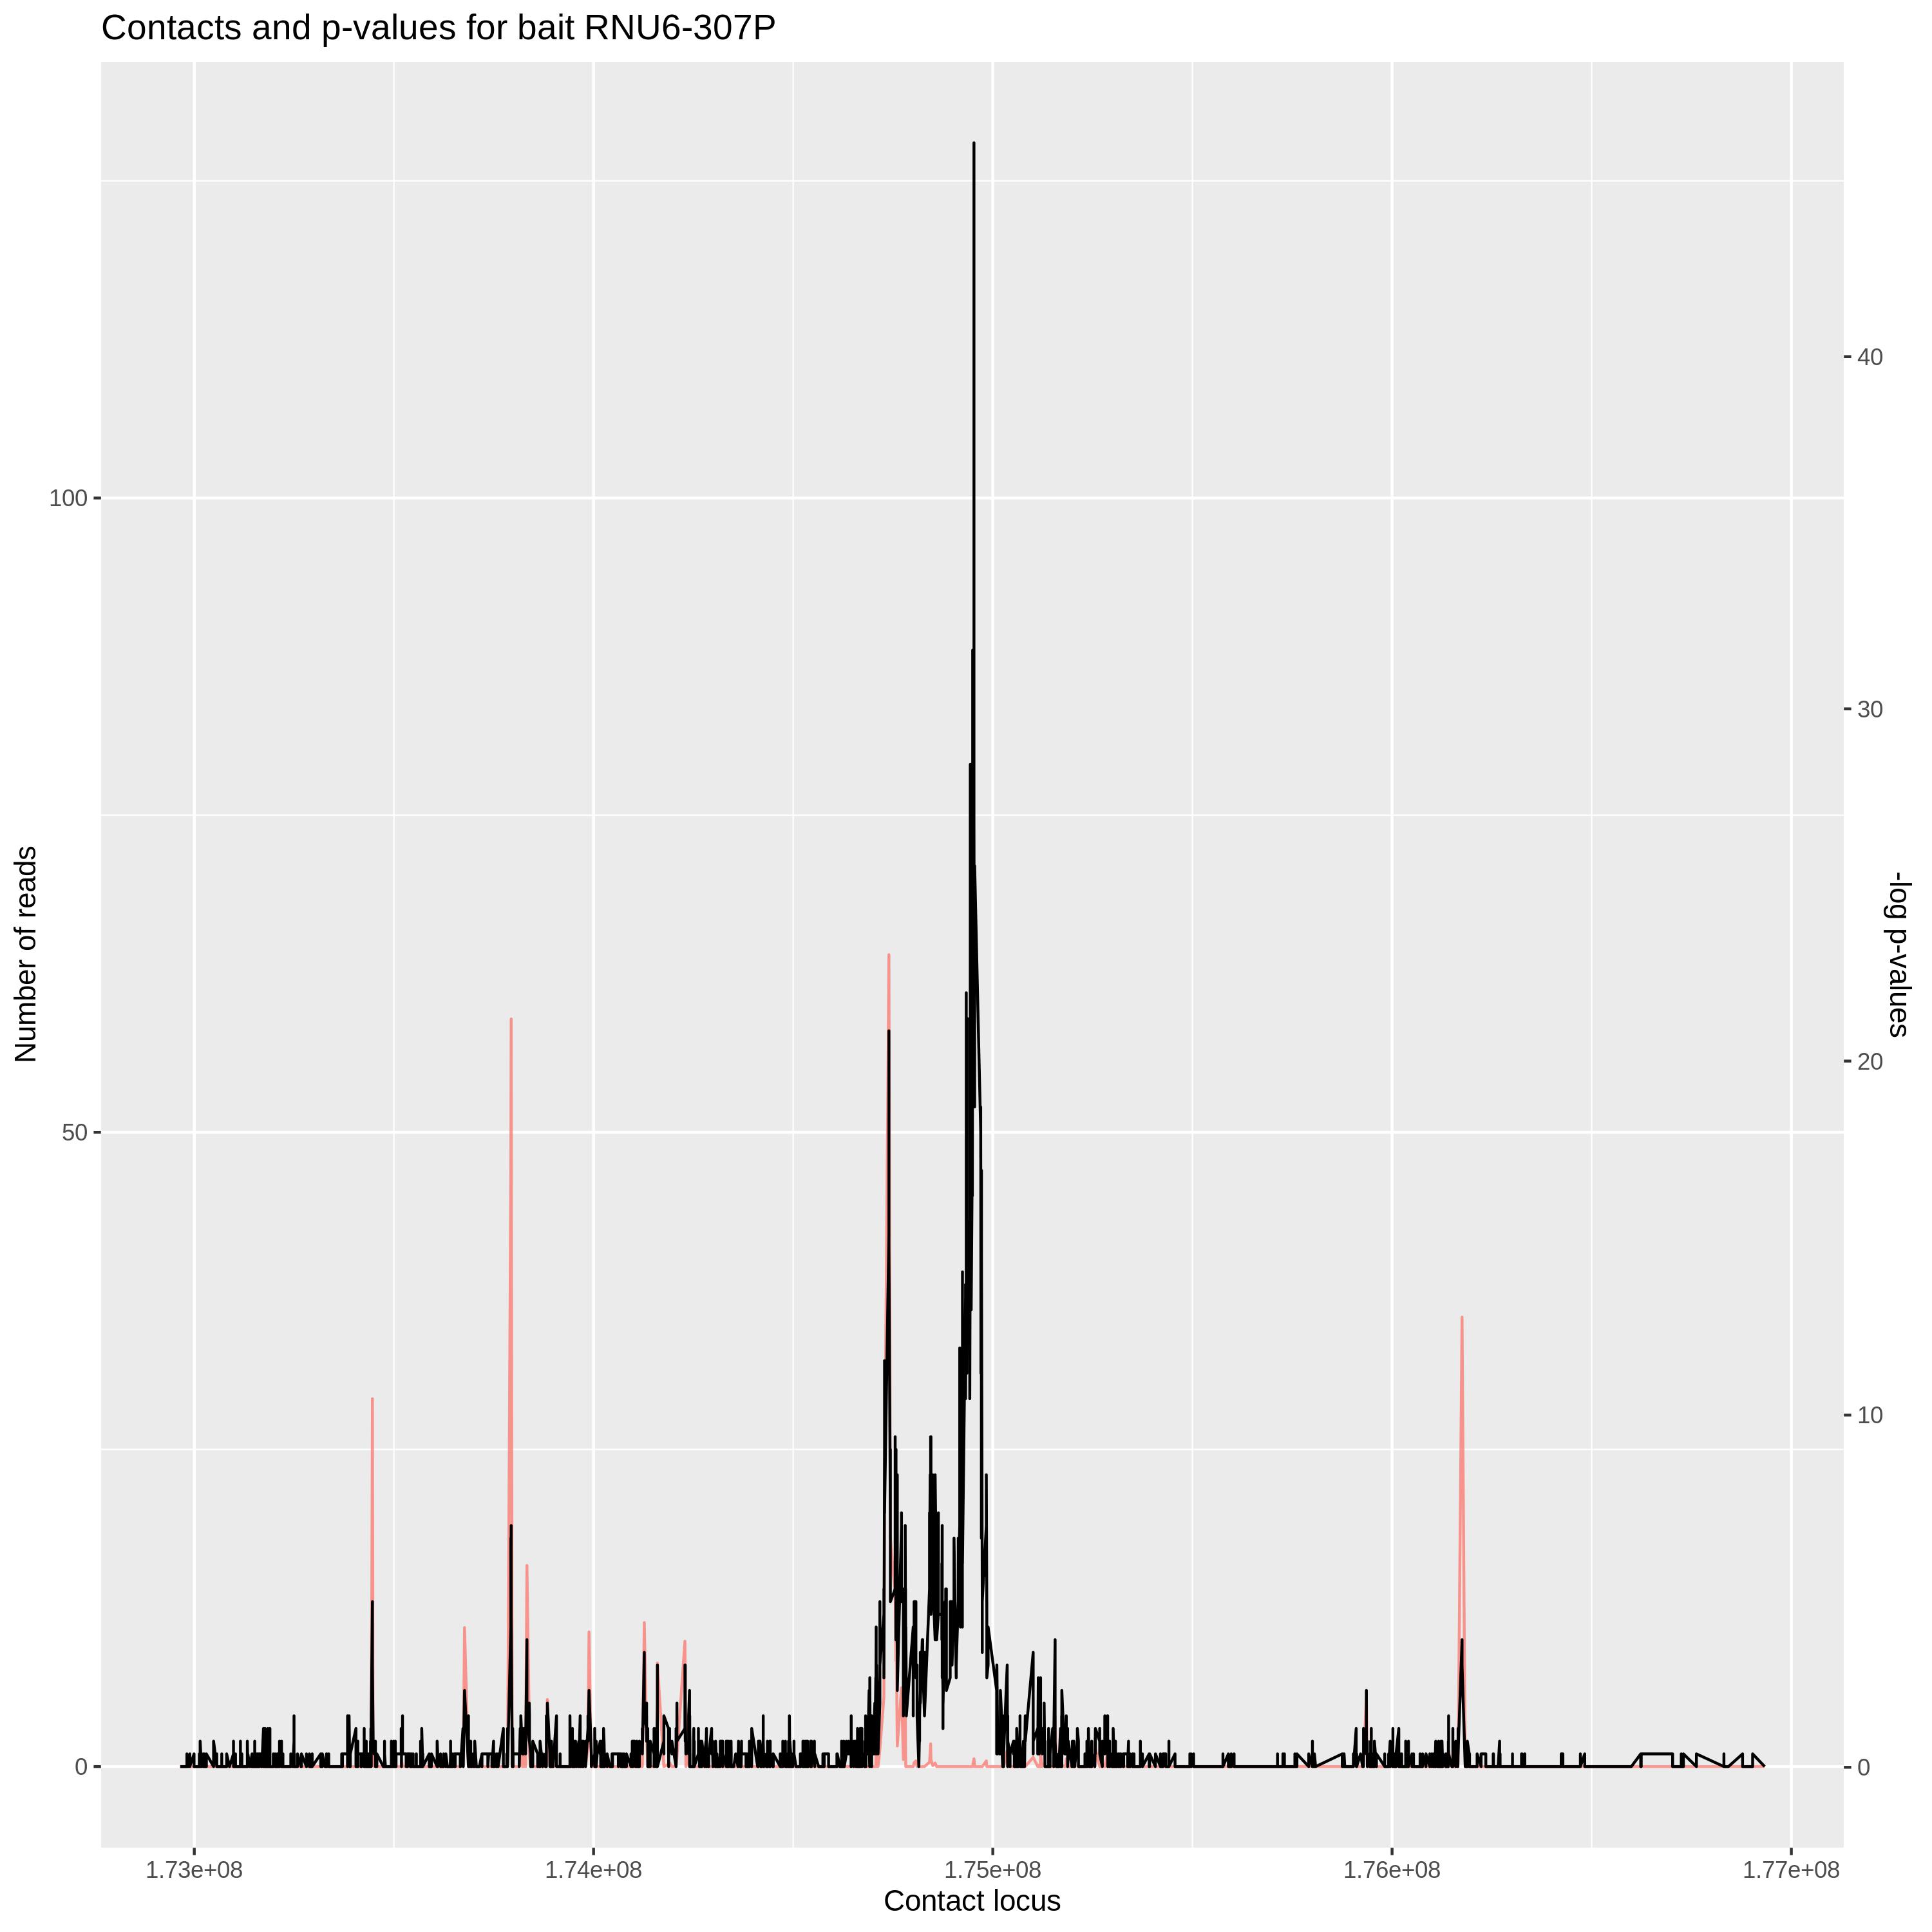 Contacts and p-values for bait RNU6-307P
100
50
0
Number of reads
40
30
20
10
0
-log p-values
1.73e+08 1.74e+08 1.75e+08 1.76e+08 1.77e+08
Contact locus